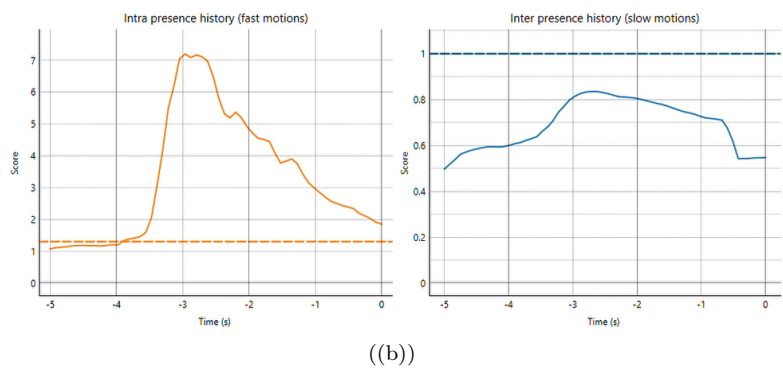 Intra presence history (fast motions)
7
6
5
4
3
2
1
0
Score
-5 -4 -3 -2 -1 0
Time (s)
Inter presence history (slow motions)
1
0.8
0.6
0.4
0.2
0
Score
-5 -4 -3 -2 -1 0
Time (s)
((b))